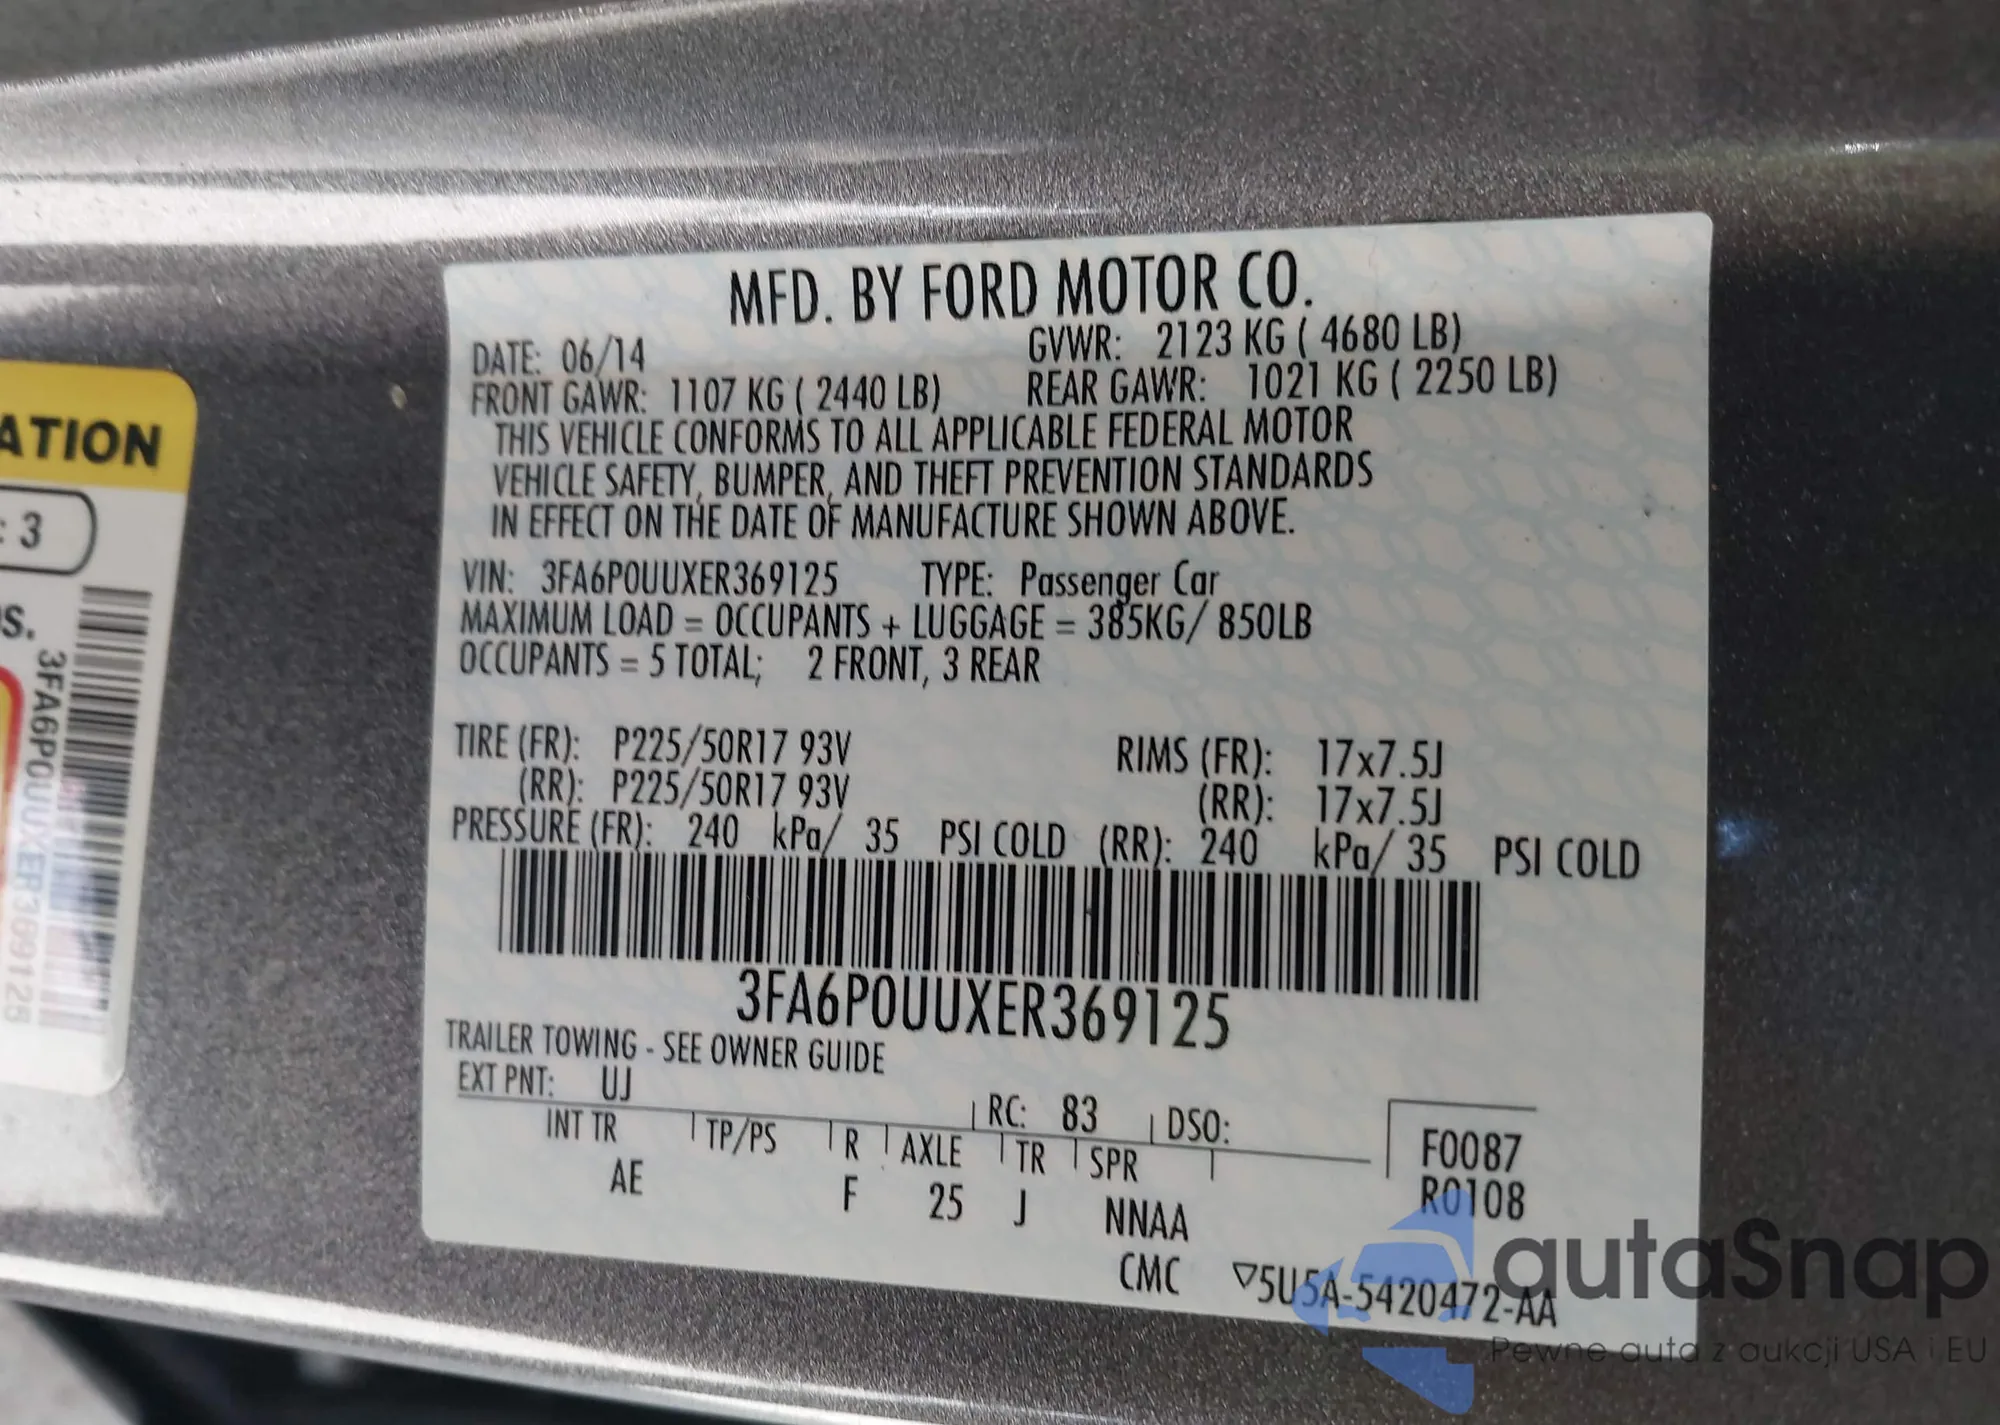 MFD. BY FORD MOTOR CO.
DATE: 06/14 GVWR: 2123 KG ( 4680 LB)
FRONT GAWR: 1107 KG ( 2440 LB) REAR GAWR: 1021 KG ( 2250 LB)
THIS VEHICLE CONFORMS TO ALL APPLICABLE FEDERAL MOTOR
VEHICLE SAFETY, BUMPER, AND THEFT PREVENTION STANDARDS
IN EFFECT ON THE DATE OF MANUFACTURE SHOWN ABOVE.
VIN: 3FA6P0UUXER369125 TYPE: Passenger Car
MAXIMUM LOAD = OCCUPANTS + LUGGAGE = 385KG/ 850LB
OCCUPANTS = 5 TOTAL; 2 FRONT, 3 REAR
TIRE (FR): P225/50R17 93V RIMS (FR): 17x7.5J
(RR): P225/50R17 93V (RR): 17x7.5J
PRESSURE (FR): 240 kPa/ 35 PSI COLD (RR): 240 kPa/ 35 PSI COLD
3FA6P0UUXER369125
TRAILER TOWING - SEE OWNER GUIDE
EXT PNT: UJ RC: 83 DSO:
INT TR TP/PS R AXLE TR SPR F0087
AE F 25 J NNAA R0108
CMC ▽5U5A-5420472-AA
ATION
: 3
S.
3FA6P0UUXER369125
autaSnap
Pewne auta z aukcji USA i EU